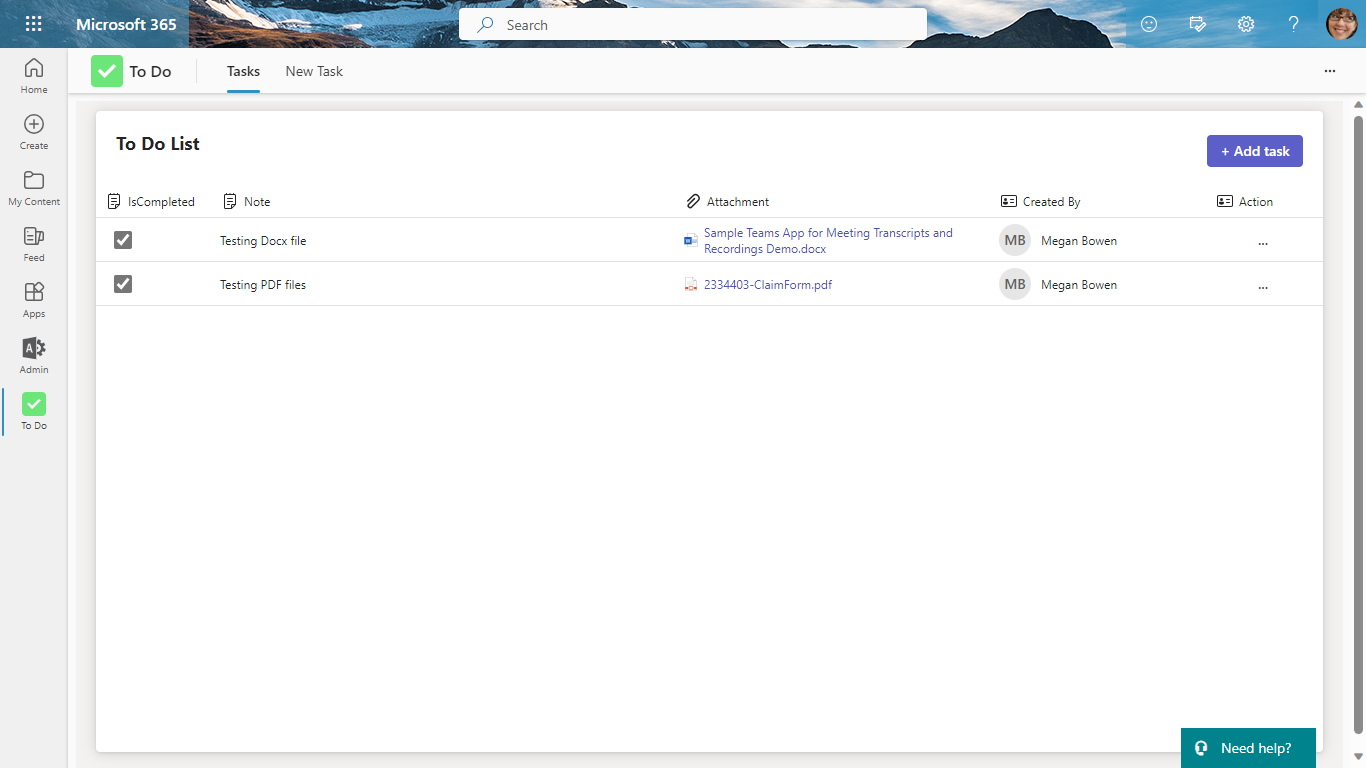 Microsoft 365
Search
?
Home
Create
My Content
Feed
Apps
Admin
To Do
To Do
Tasks
New Task
...
To Do List
+ Add task
IsCompleted
Note
Attachment
Created By
Action
Testing Docx file
Sample Teams App for Meeting Transcripts and
Recordings Demo.docx
MB
Megan Bowen
...
Testing PDF files
2334403-ClaimForm.pdf
MB
Megan Bowen
...
Need help?